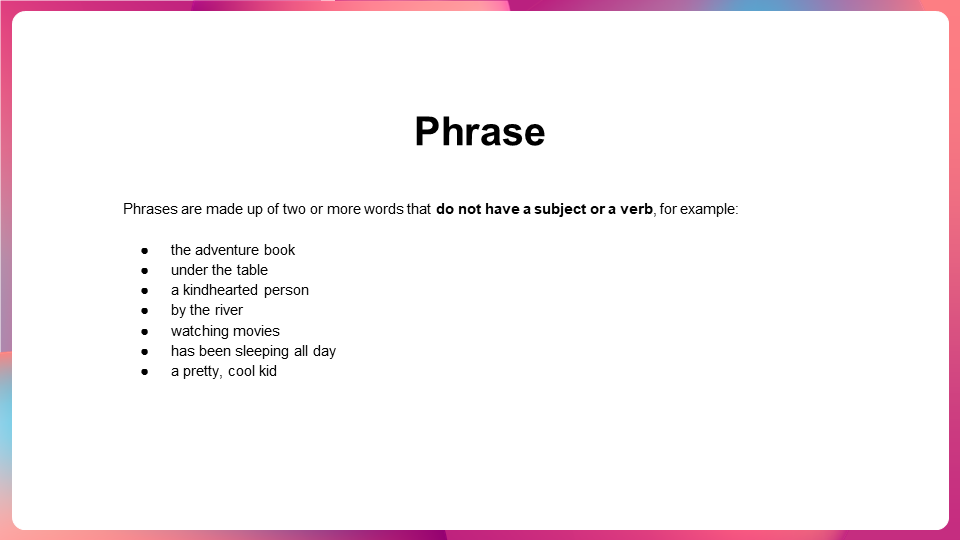 Phrase
Phrases are made up of two or more words that do not have a subject or a verb, for example:
● the adventure book
● under the table
● a kindhearted person
● by the river
● watching movies
● has been sleeping all day
● a pretty, cool kid